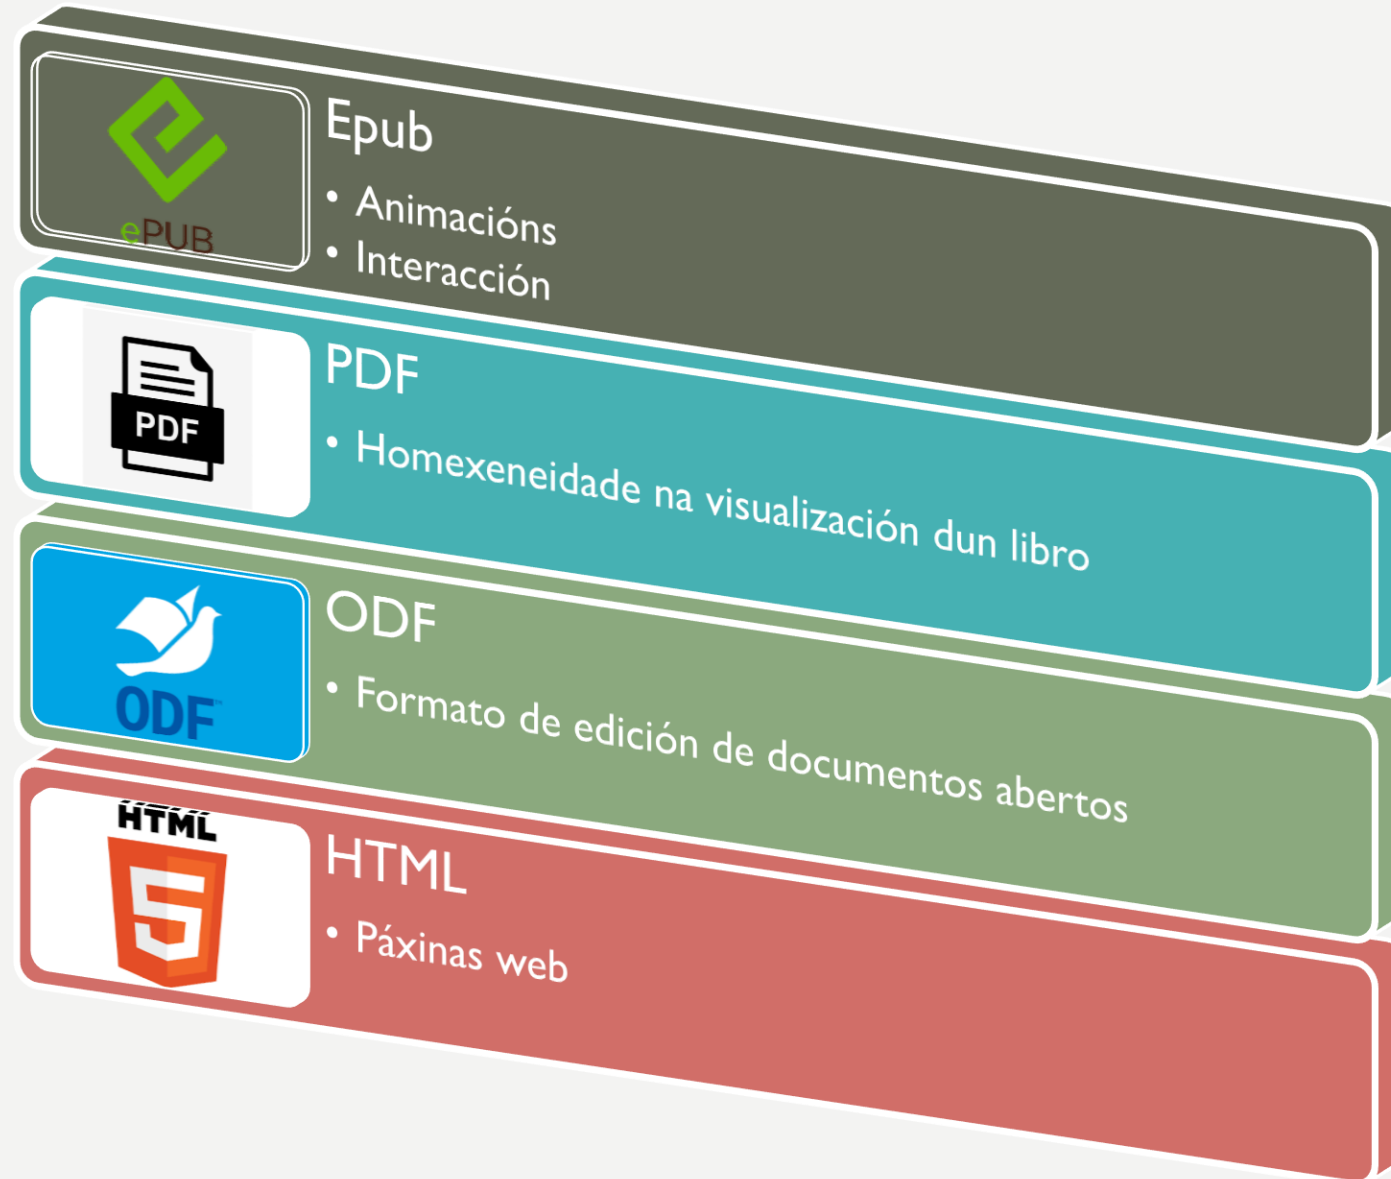 ePUB
Epub
• Animacións
• Interacción
PDF
PDF
• Homexeneidade na visualización dun libro
ODF
ODF
• Formato de edición de documentos abertos
HTML
5
HTML
• Páxinas web